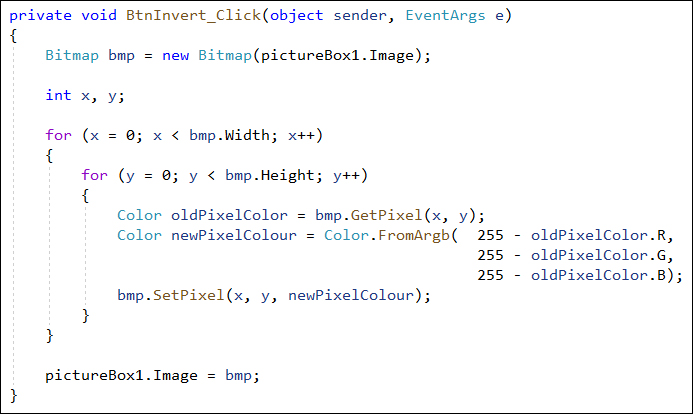 private void BtnInvert_Click(object sender, EventArgs e)
{
    Bitmap bmp = new Bitmap(pictureBox1.Image);

    int x, y;

    for (x = 0; x < bmp.Width; x++)
    {
        for (y = 0; y < bmp.Height; y++)
        {
            Color oldPixelColor = bmp.GetPixel(x, y);
            Color newPixelColour = Color.FromArgb(  255 - oldPixelColor.R,
                                                    255 - oldPixelColor.G,
                                                    255 - oldPixelColor.B);
            bmp.SetPixel(x, y, newPixelColour);
        }
    }

    pictureBox1.Image = bmp;
}